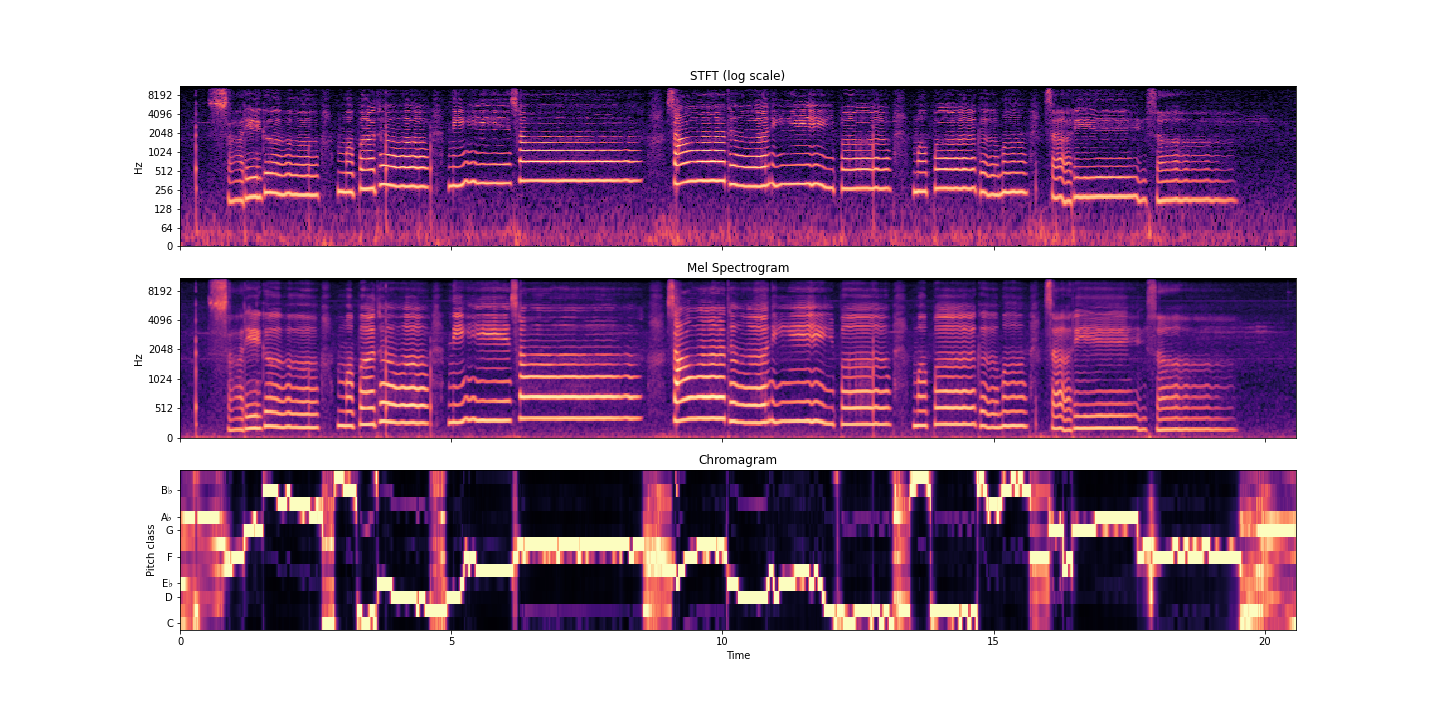 STFT (log scale)
8192
4096
2048
1024
512
256
128
64
0
Hz
Mel Spectrogram
8192
4096
2048
1024
512
0
Hz
Chromagram
B♭
A♭
G
F
E♭
D
C
Pitch class
0 5 10 15 20
Time